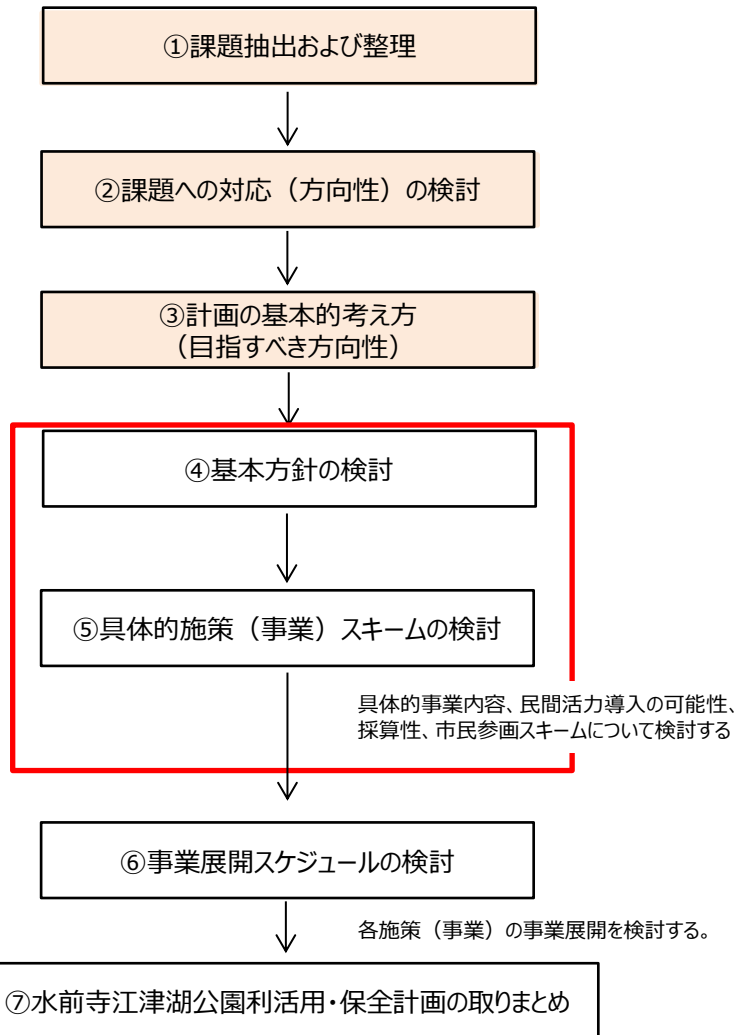 ①課題抽出および整理
②課題への対応（方向性）の検討
③計画の基本的考え方
（目指すべき方向性）
④基本方針の検討
⑤具体的施策（事業）スキームの検討
具体的事業内容、民間活力導入の可能性、
採算性、市民参画スキームについて検討する
⑥事業展開スケジュールの検討
各施策（事業）の事業展開を検討する。
⑦水前寺江津湖公園利活用・保全計画の取りまとめ